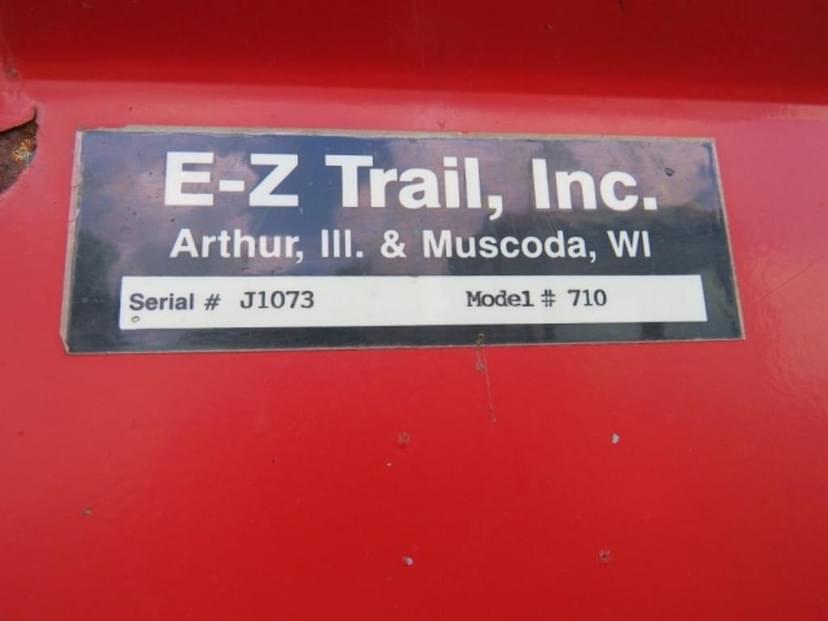 E-Z Trail, Inc.
Arthur, Ill. & Muscoda, WI
Serial # J1073 Model # 710